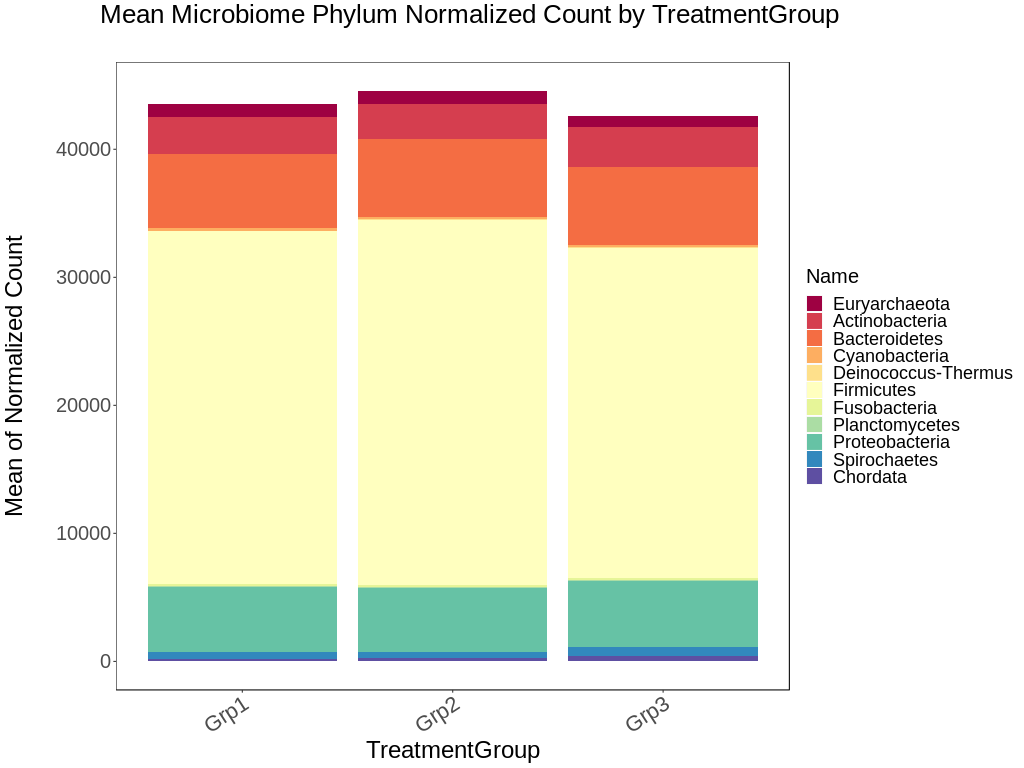 Mean Microbiome Phylum Normalized Count by TreatmentGroup
Mean of Normalized Count
40000
30000
20000
10000
0
Grp1
Grp2
Grp3
TreatmentGroup
Name
Euryarchaeota
Actinobacteria
Bacteroidetes
Cyanobacteria
Deinococcus-Thermus
Firmicutes
Fusobacteria
Planctomycetes
Proteobacteria
Spirochaetes
Chordata